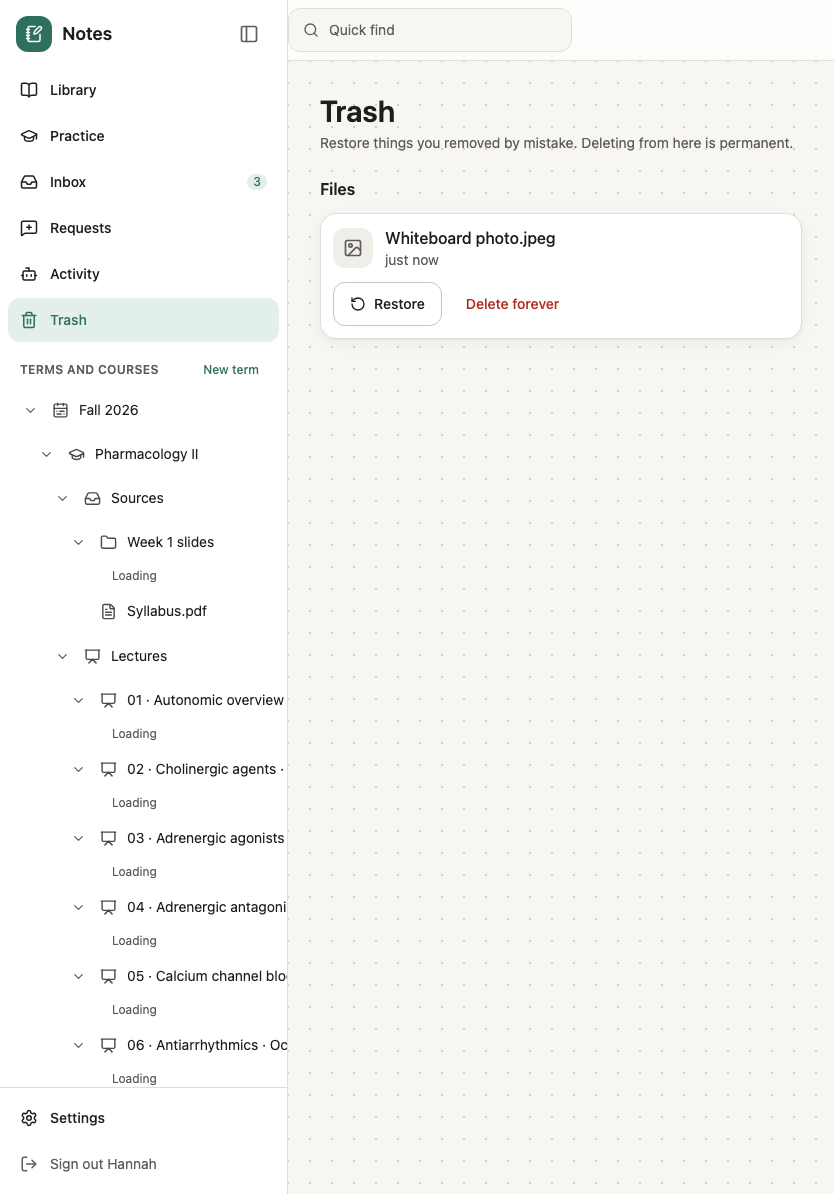 Notes
Quick find
Library
Practice
Inbox 3
Requests
Activity
Trash
TERMS AND COURSES New term
Fall 2026
Pharmacology II
Sources
Week 1 slides
Loading
Syllabus.pdf
Lectures
01 · Autonomic overview
Loading
02 · Cholinergic agents ·
Loading
03 · Adrenergic agonists
Loading
04 · Adrenergic antagoni
Loading
05 · Calcium channel blo
Loading
06 · Antiarrhythmics · Oc
Loading
Settings
Sign out Hannah
Trash
Restore things you removed by mistake. Deleting from here is permanent.
Files
Whiteboard photo.jpeg
just now
Restore Delete forever